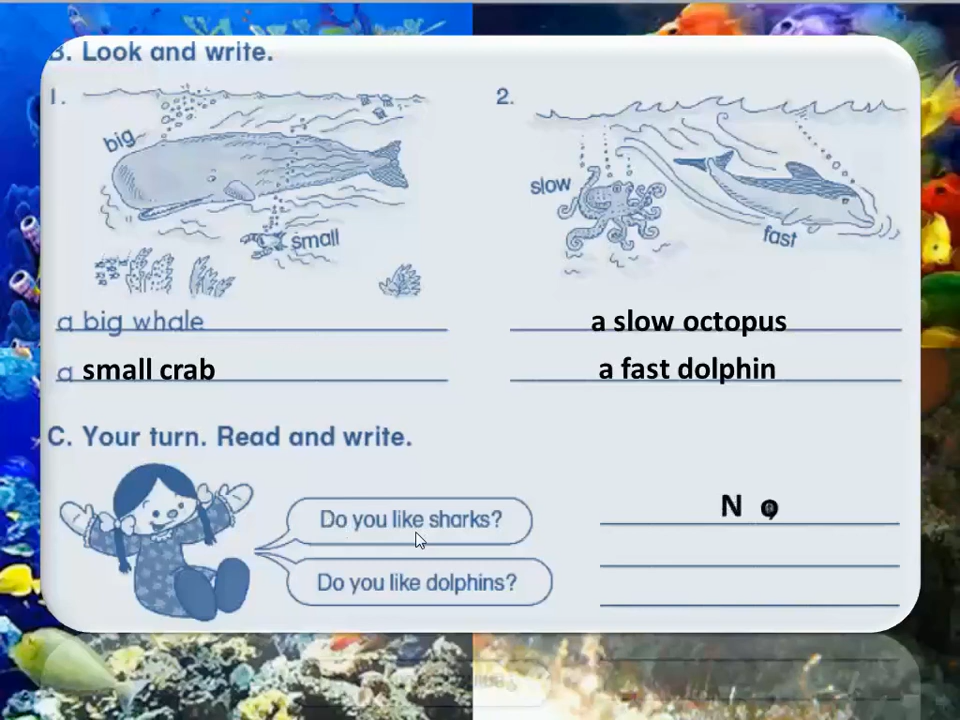 B. Look and write.
1.
big
small
a big whale
a small crab
2.
slow
fast
a slow octopus
a fast dolphin
C. Your turn. Read and write.
Do you like sharks?
Do you like dolphins?
N